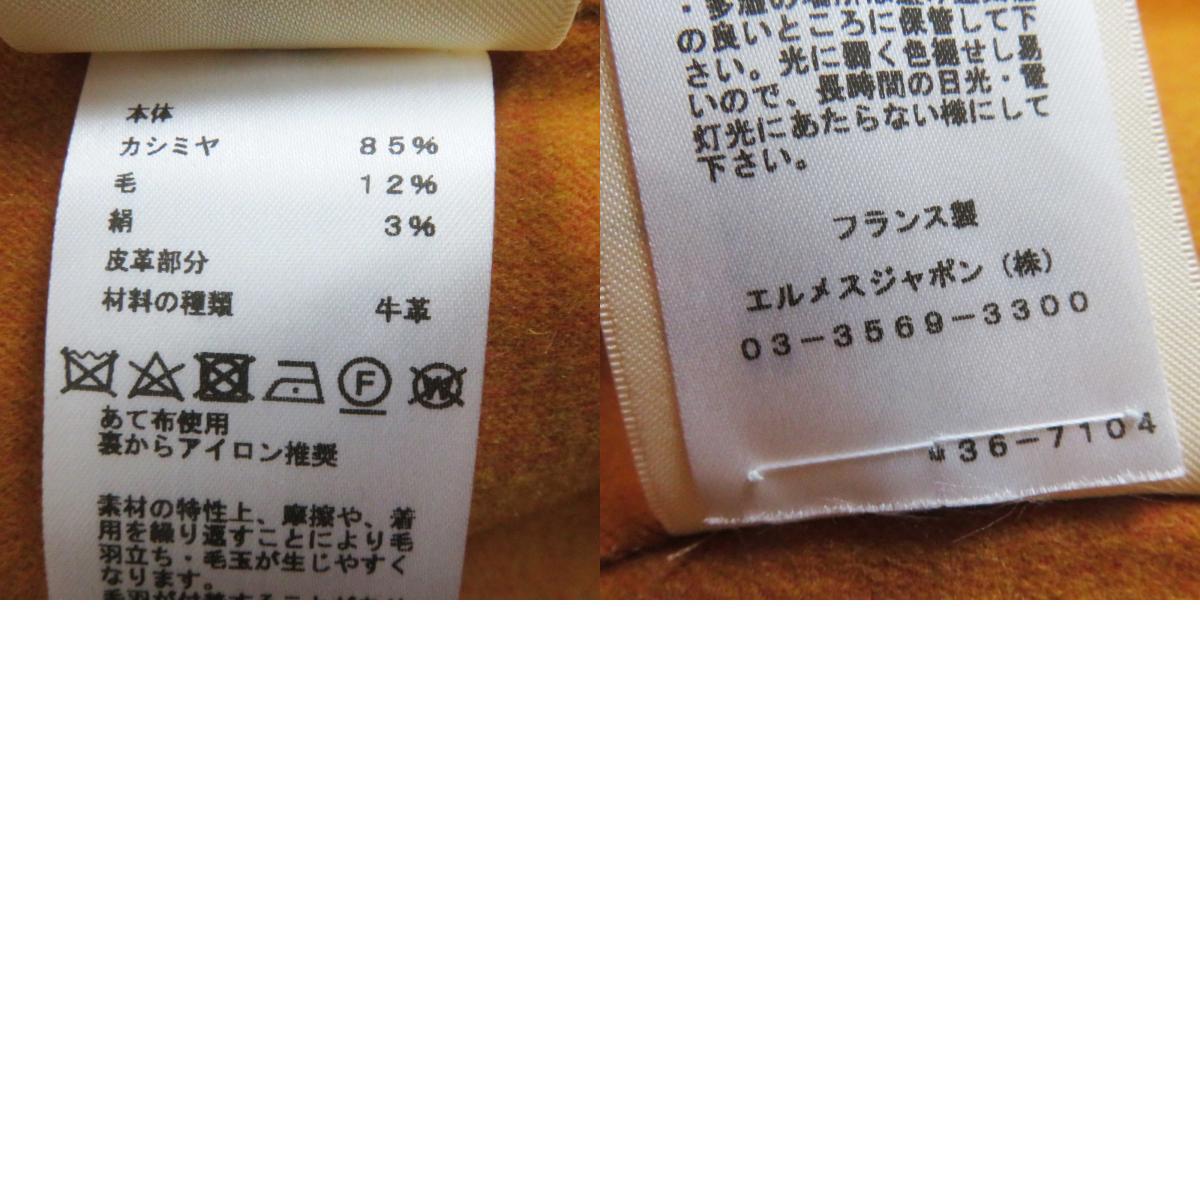 本体
カシミヤ 85%
毛 12%
絹 3%
皮革部分
材料の種類 牛革
F
W
あて布使用
裏からアイロン推奨
素材の特性上、摩擦や、着
用を繰り返すことにより毛
羽立ち・毛玉が生じやすく
なります。
の良いところに保管して下
さい。光に弱く色褪せし易
いので、長時間の日光・電
灯光にあたらない様にして
下さい。
フランス製
エルメスジャポン(株)
03-3569-3300
36-7104